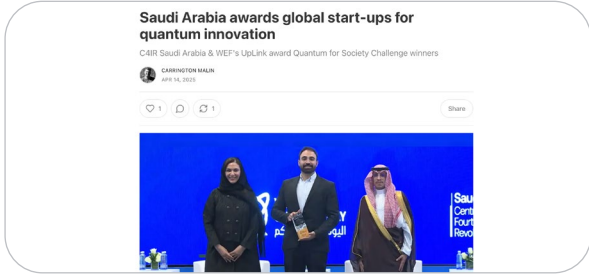 Saudi Arabia awards global start-ups for
quantum innovation
C4IR Saudi Arabia & WEF's UpLink award Quantum for Society Challenge winners
CARRINGTON MALIN
APR 14, 2025
1
1
Share
Sau
Cent
Fourt
Revo